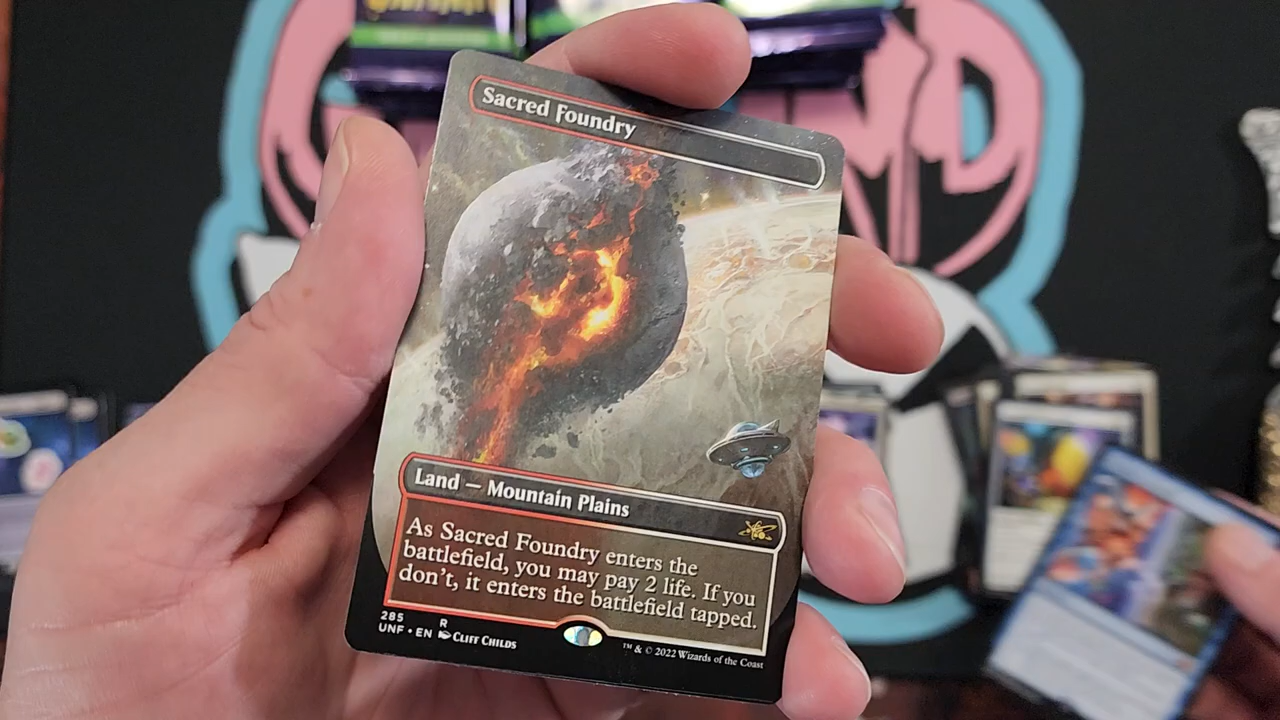 Sacred Foundry
Land — Mountain Plains
As Sacred Foundry enters the
battlefield, you may pay 2 life. If you
don't, it enters the battlefield tapped.
285 R
UNF • EN Cliff Childs
™ & © 2022 Wizards of the Coast